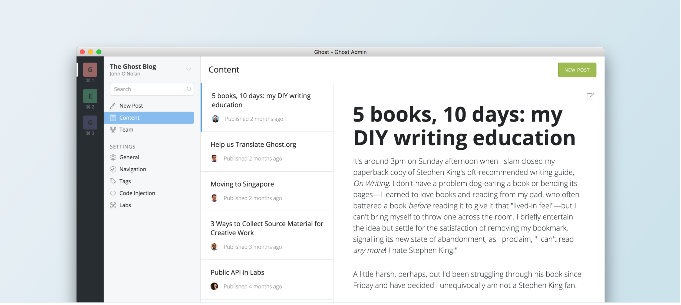 Ghost - Ghost Admin
The Ghost Blog
John O'Nolan
Search
New Post
Content
Team
SETTINGS
General
Navigation
Tags
Code Injection
Labs
Content
NEW POST
5 books, 10 days: my DIY writing
education
Published 2 months ago
Help us Translate Ghost.org
Published 2 months ago
Moving to Singapore
Published 2 months ago
3 Ways to Collect Source Material for
Creative Work
Published 3 months ago
Public API in Labs
Published 4 months ago
5 books, 10 days: my
DIY writing education
It's around 3pm on Sunday afternoon when I slam closed my
paperback copy of Stephen King's oft-recommended writing guide,
On Writing. I don't have a problem dog-earing a book or bending its
pages—I learned to love books and reading from my dad, who often
battered a book before reading it to give it that "lived-in feel"—but I
can't bring myself to throw one across the room. I briefly entertain
the idea but settle for the satisfaction of removing my bookmark,
signaling its new state of abandonment, as I proclaim, "I can't read
any more! I hate Stephen King."
A little harsh, perhaps, but I'd been struggling through his book since
Friday and have decided I unequivocally am not a Stephen King fan.